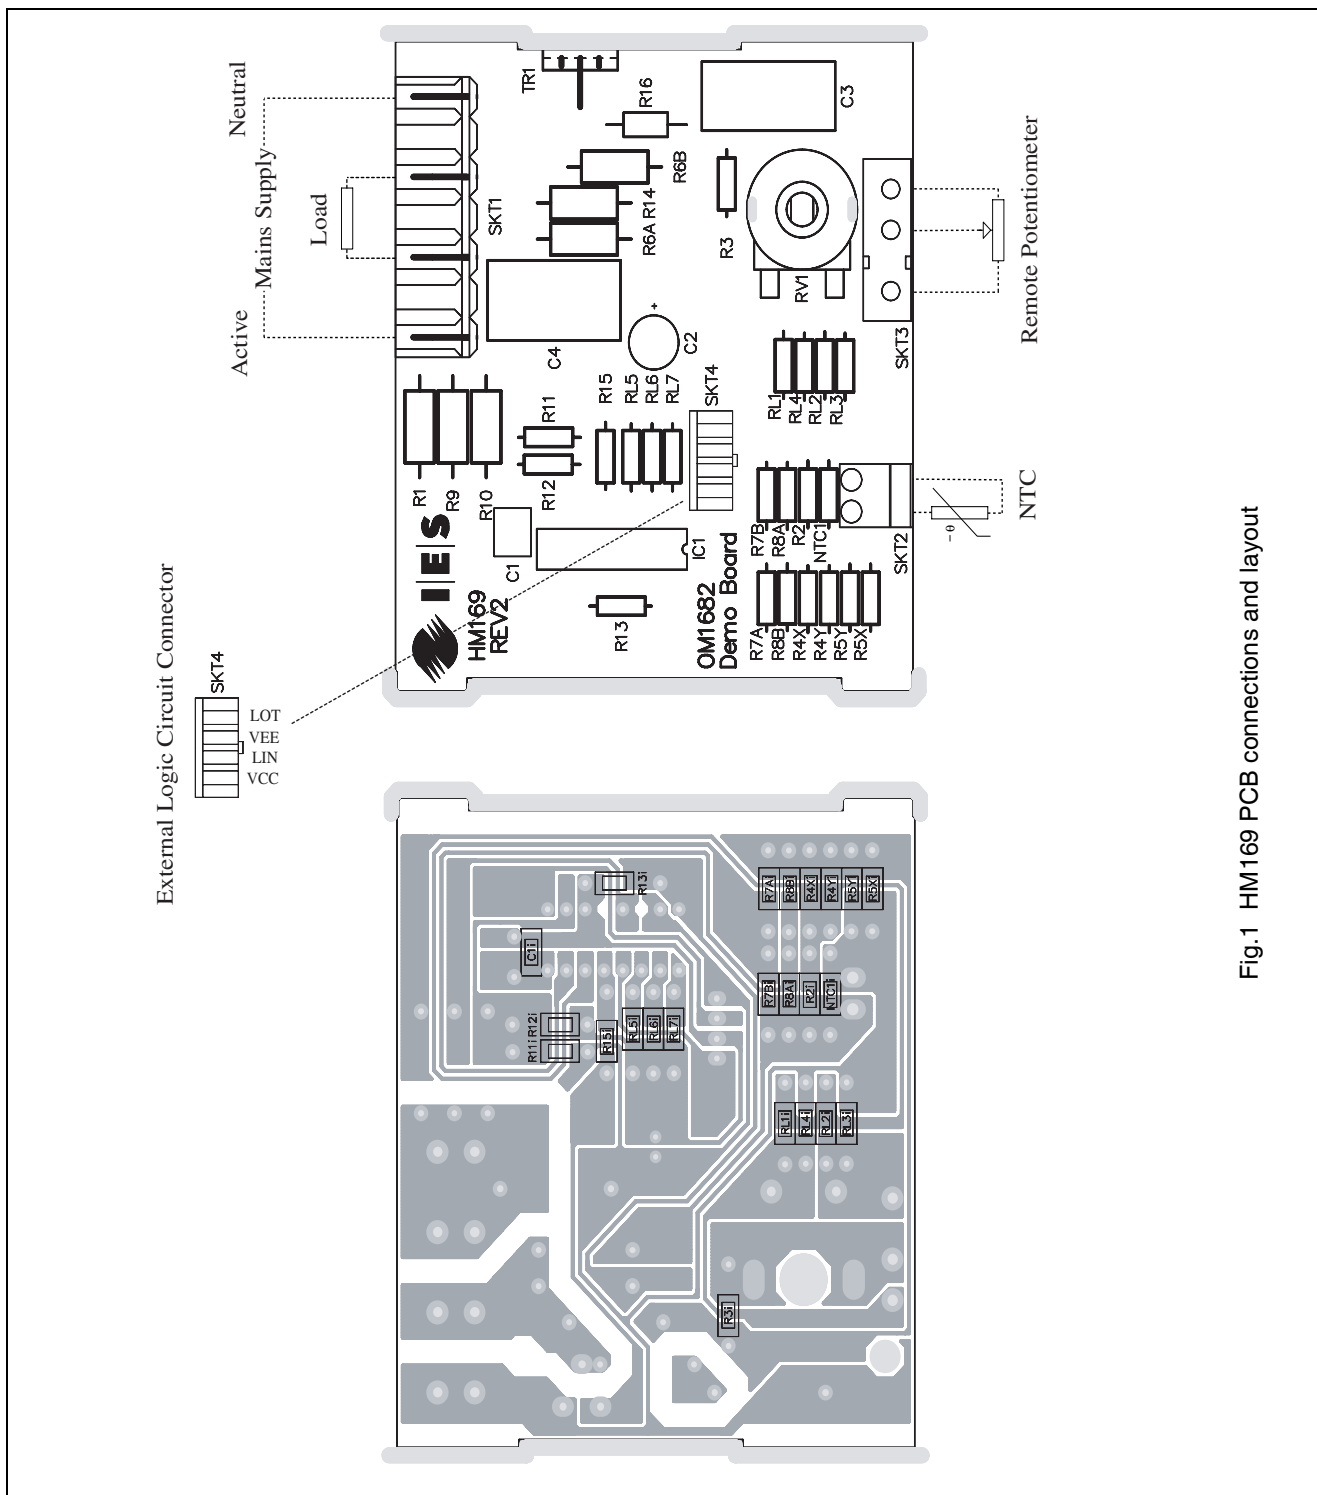 Neutral
Mains Supply
Load
Active
TR1
R16
C3
R6B
SKT1
R6A R14
R3
RV1
Remote Potentiometer
C4
+
C2
SKT3
R15
RL5
RL6
RL7
SKT4
RL1
RL4
RL2
RL3
R11
R12
R1
R9
R10
IES
C1
IC1
R7B
R8A
R2
NTC1
SKT2
-θ
NTC
HM169
REV2
R13
OM1682
Demo Board
R7A
R8B
R4X
R4Y
R5Y
R5X
External Logic Circuit Connector
SKT4
LOT
VEE
LIN
VCC
R13i
R7Ai
R8Bi
R4Xi
R4Yi
R5Yi
R5Xi
C1i
R7Bi
R8Ai
R2i
NTC1i
R11i R12i
R15i
RL5i
RL6i
RL7i
RL1i
RL4i
RL2i
RL3i
R3i
Fig.1 HM169 PCB connections and layout